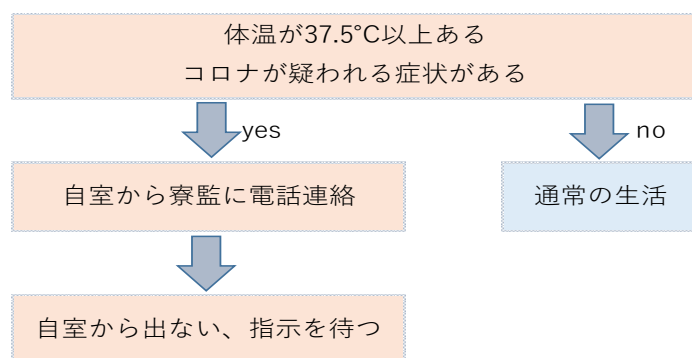 体温が37.5°C以上ある
コロナが疑われる症状がある
yes
no
自室から寮監に電話連絡
通常の生活
自室から出ない、指示を待つ